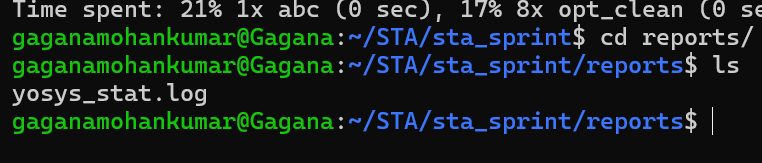 Time spent: 21% 1x abc (0 sec), 17% 8x opt_clean (0 se
gaganamohankumar@Gagana:~/STA/sta_sprint$ cd reports/
gaganamohankumar@Gagana:~/STA/sta_sprint/reports$ ls
yosys_stat.log
gaganamohankumar@Gagana:~/STA/sta_sprint/reports$